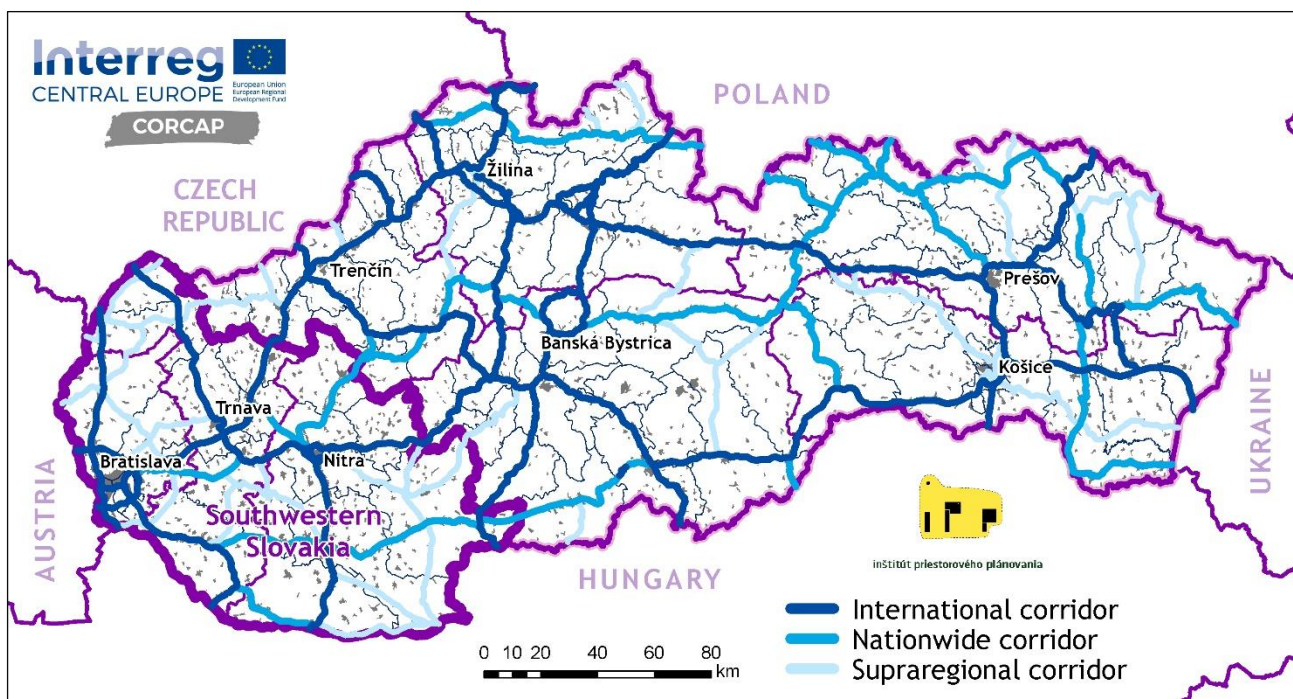 Interreg
CENTRAL EUROPE
European Union
European Regional
Development Fund
CORCAP
POLAND
CZECH
REPUBLIC
Žilina
Trenčín
Prešov
Banská Bystrica
Košice
Trnava
Nitra
Bratislava
AUSTRIA
UKRAINE
Southwestern
Slovakia
HUNGARY
inštitút priestorového plánovania
International corridor
Nationwide corridor
Supraregional corridor
0 10 20 40 60 80
km